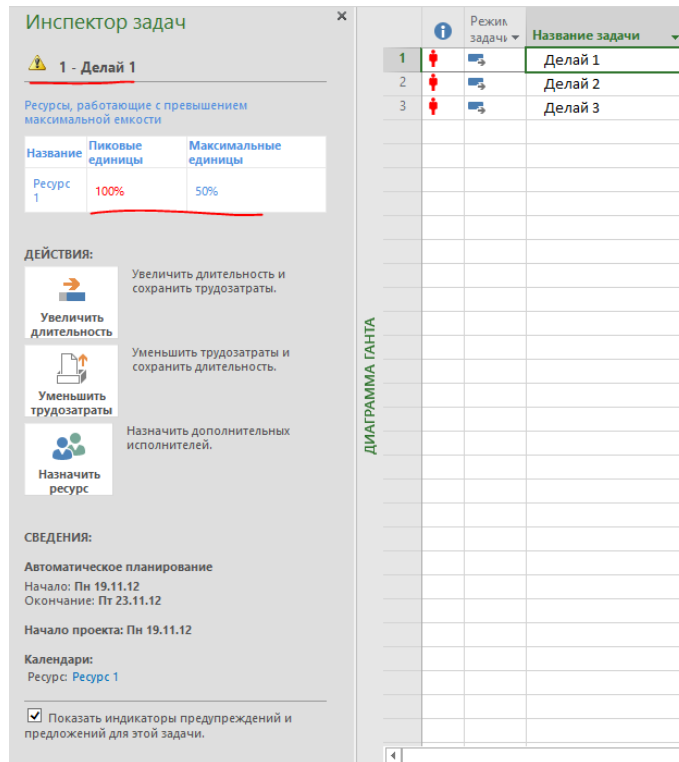 Инспектор задач
1 - Делай 1
Ресурсы, работающие с превышением
максимальной емкости
Название
Пиковые
единицы
Максимальные
единицы
Ресурс
1
100%
50%
ДЕЙСТВИЯ:
Увеличить
длительность
Увеличить длительность и
сохранить трудозатраты.
Уменьшить
трудозатраты
Уменьшить трудозатраты и
сохранить длительность.
Назначить
ресурс
Назначить дополнительных
исполнителей.
СВЕДЕНИЯ:
Автоматическое планирование
Начало: Пн 19.11.12
Окончание: Пт 23.11.12
Начало проекта: Пн 19.11.12
Календари:
Ресурс: Ресурс 1
Показать индикаторы предупреждений и
предложений для этой задачи.
ДИАГРАММА ГАНТА
Режим
задачи
Название задачи
1 Делай 1
2 Делай 2
3 Делай 3